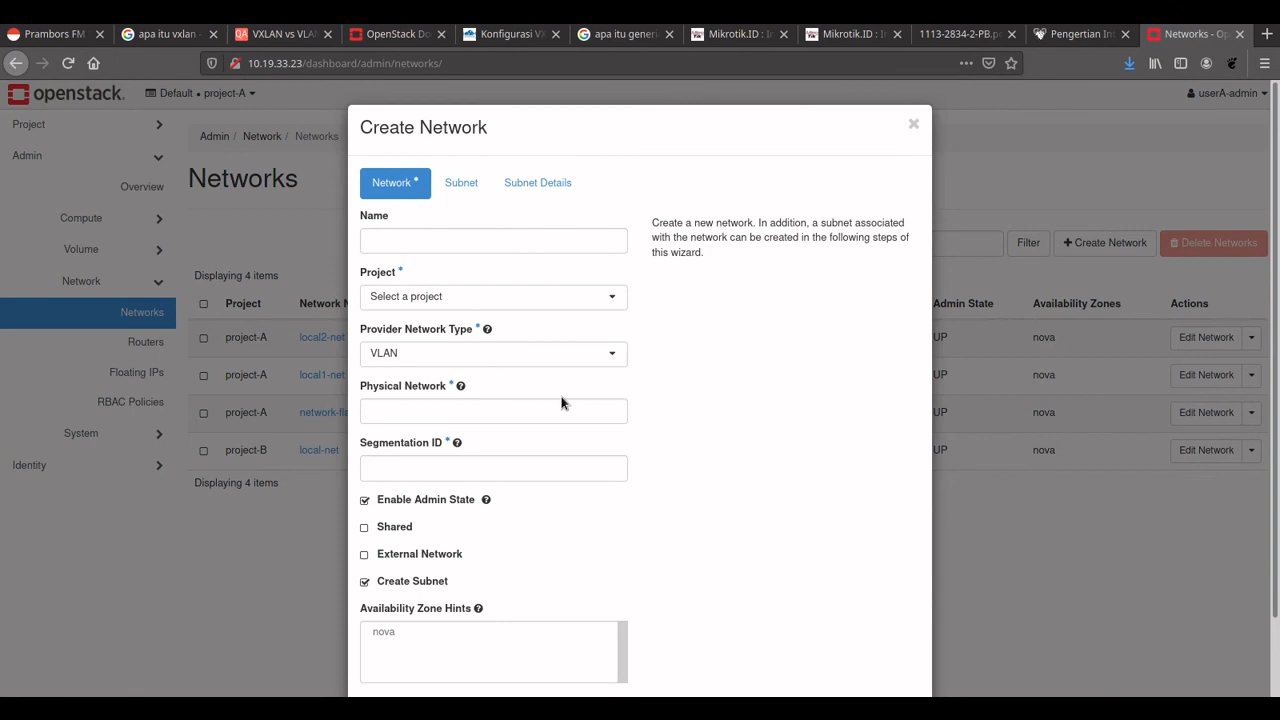 Prambors FM
apa itu vxlan -
VXLAN vs VLA
OpenStack Do
Konfigurasi VX
apa itu generi
Mikrotik.ID : I
Mikrotik.ID : I
1113-2834-2-PB.p
Pengertian Int
Networks - Op
10.19.33.23/dashboard/admin/networks/
openstack.
Default • project-A
userA-admin
Project
Admin
Overview
Compute
Volume
Network
Networks
Routers
Floating IPs
RBAC Policies
System
Identity
Admin / Network / Networks
Networks
Filter
+ Create Network
Delete Networks
Displaying 4 items
Project Network N Admin State Availability Zones Actions
project-A local2-net UP nova Edit Network
project-A local1-net UP nova Edit Network
project-A UP nova Edit Network
project-B local-net UP nova Edit Network
Displaying 4 items
Create Network
×
Network *
Subnet
Subnet Details
Name
Project *
Select a project
Provider Network Type *
VLAN
Physical Network *
Segmentation ID *
Enable Admin State
Shared
External Network
Create Subnet
Availability Zone Hints
nova
Create a new network. In addition, a subnet associated
with the network can be created in the following steps of
this wizard.